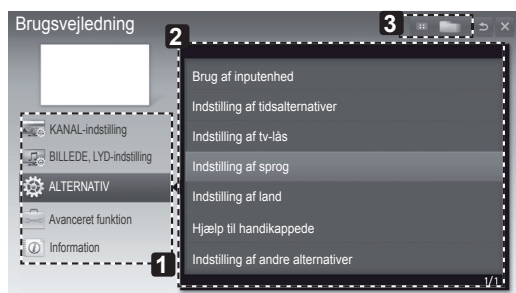 Brugsvejledning
3
2
KANAL-indstilling
BILLEDE, LYD-indstilling
ALTERNATIV
Avanceret funktion
Information
1
Brug af inputenhed
Indstilling af tidsalternativer
Indstilling af tv-lås
Indstilling af sprog
Indstilling af land
Hjælp til handikappede
Indstilling af andre alternativer
1/1